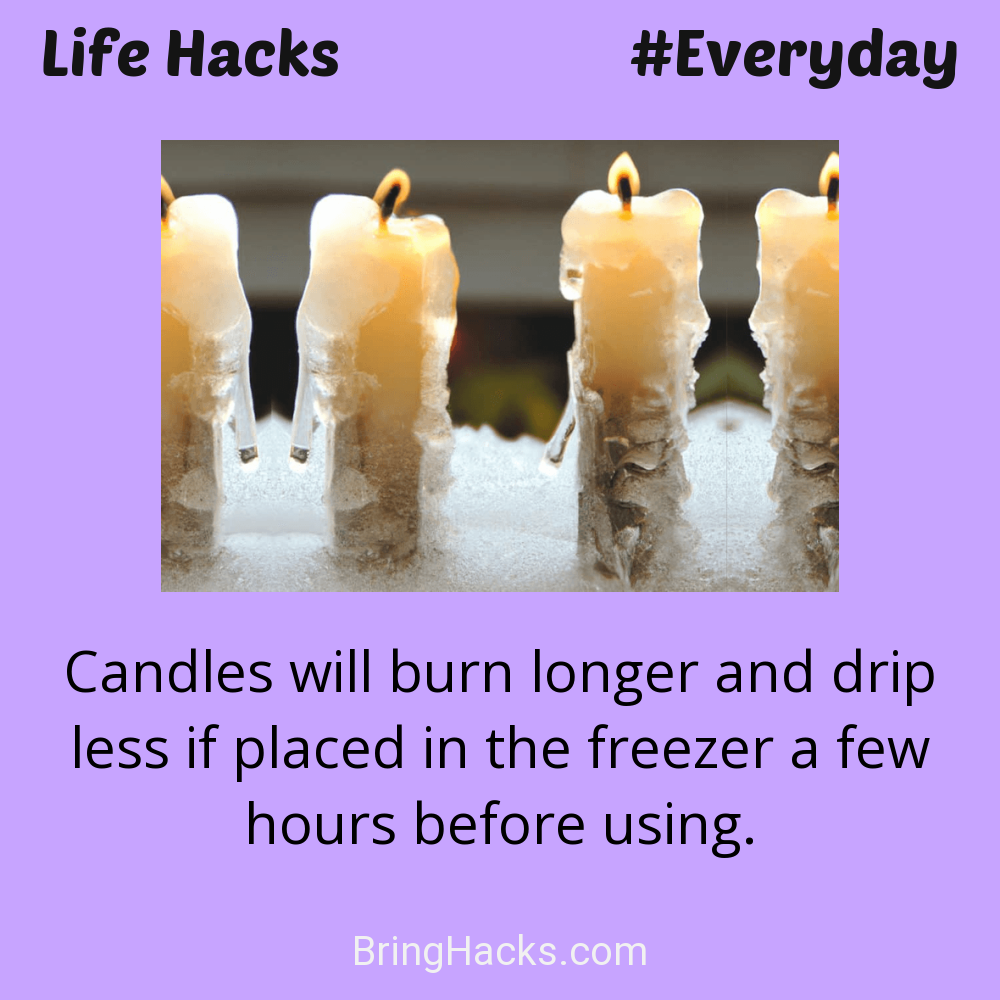 Life Hacks
#Everyday
Candles will burn longer and drip
less if placed in the freezer a few
hours before using.
BringHacks.com